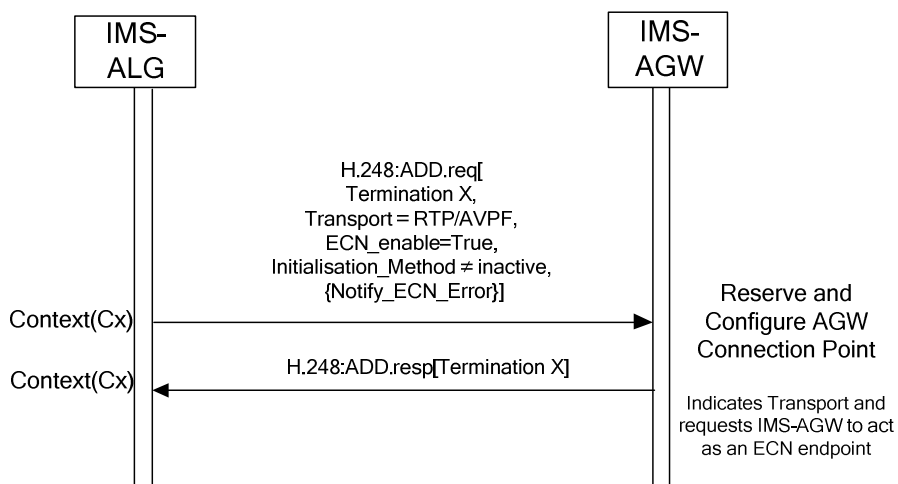 IMS-
ALG
IMS-
AGW
H.248:ADD.req[
Termination X,
Transport = RTP/AVPF,
ECN_enable=True,
Initialisation_Method ≠ inactive,
{Notify_ECN_Error}]
Context(Cx)
Reserve and
Configure AGW
Connection Point
H.248:ADD.resp[Termination X]
Context(Cx)
Indicates Transport and
requests IMS-AGW to act
as an ECN endpoint